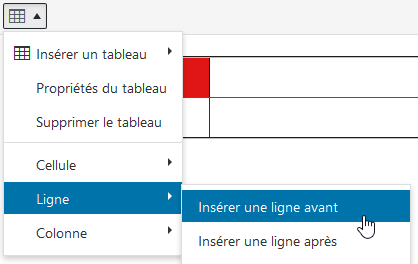 Insérer un tableau
Propriétés du tableau
Supprimer le tableau
Cellule
Ligne
Insérer une ligne avant
Colonne
Insérer une ligne après